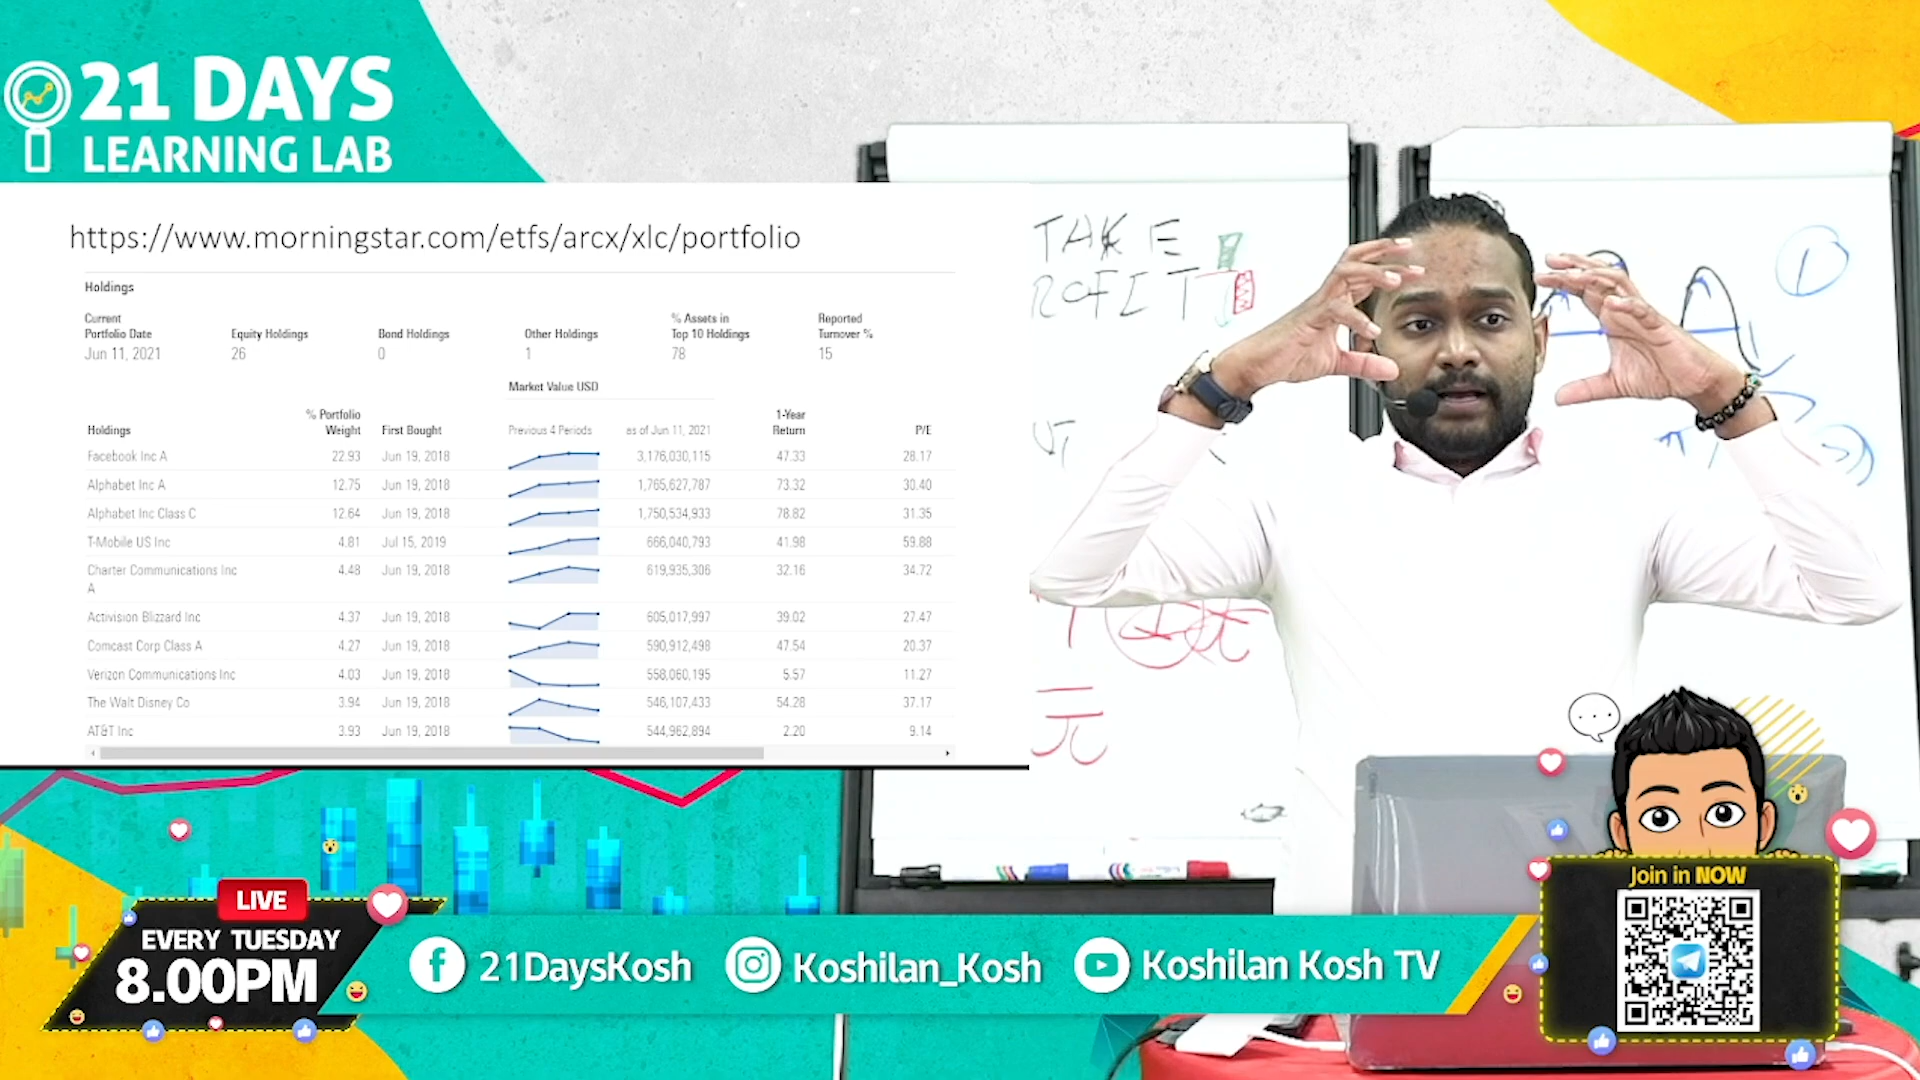 21 DAYS
LEARNING LAB
https://www.morningstar.com/etfs/arcx/xlc/portfolio
Holdings
Current Portfolio Date Equity Holdings Bond Holdings Other Holdings % Assets in Top 10 Holdings Reported Turnover %
Jun 11, 2021 26 0 1 78 15
Market Value USD
Holdings % Portfolio Weight First Bought Previous 4 Periods as of Jun 11, 2021 1-Year Return P/E
Facebook Inc A 22.93 Jun 19, 2018 3,176,030,115 47.33 28.17
Alphabet Inc A 12.75 Jun 19, 2018 1,765,627,787 73.32 30.40
Alphabet Inc Class C 12.64 Jun 19, 2018 1,750,534,933 78.82 31.35
T-Mobile US Inc 4.81 Jul 15, 2019 666,040,793 41.98 59.88
Charter Communications Inc A 4.48 Jun 19, 2018 619,935,306 32.16 34.72
Activision Blizzard Inc 4.37 Jun 19, 2018 605,017,997 39.02 27.47
Comcast Corp Class A 4.27 Jun 19, 2018 590,912,498 47.54 20.37
Verizon Communications Inc 4.03 Jun 19, 2018 558,060,195 5.57 11.27
The Walt Disney Co 3.94 Jun 19, 2018 546,107,433 54.28 37.17
AT&T Inc 3.93 Jun 19, 2018 544,962,894 2.20 9.14
TAKE
ROFIT
1
元
Join in NOW
LIVE
EVERY TUESDAY
8.00PM
21DaysKosh
Koshilan_Kosh
Koshilan Kosh TV